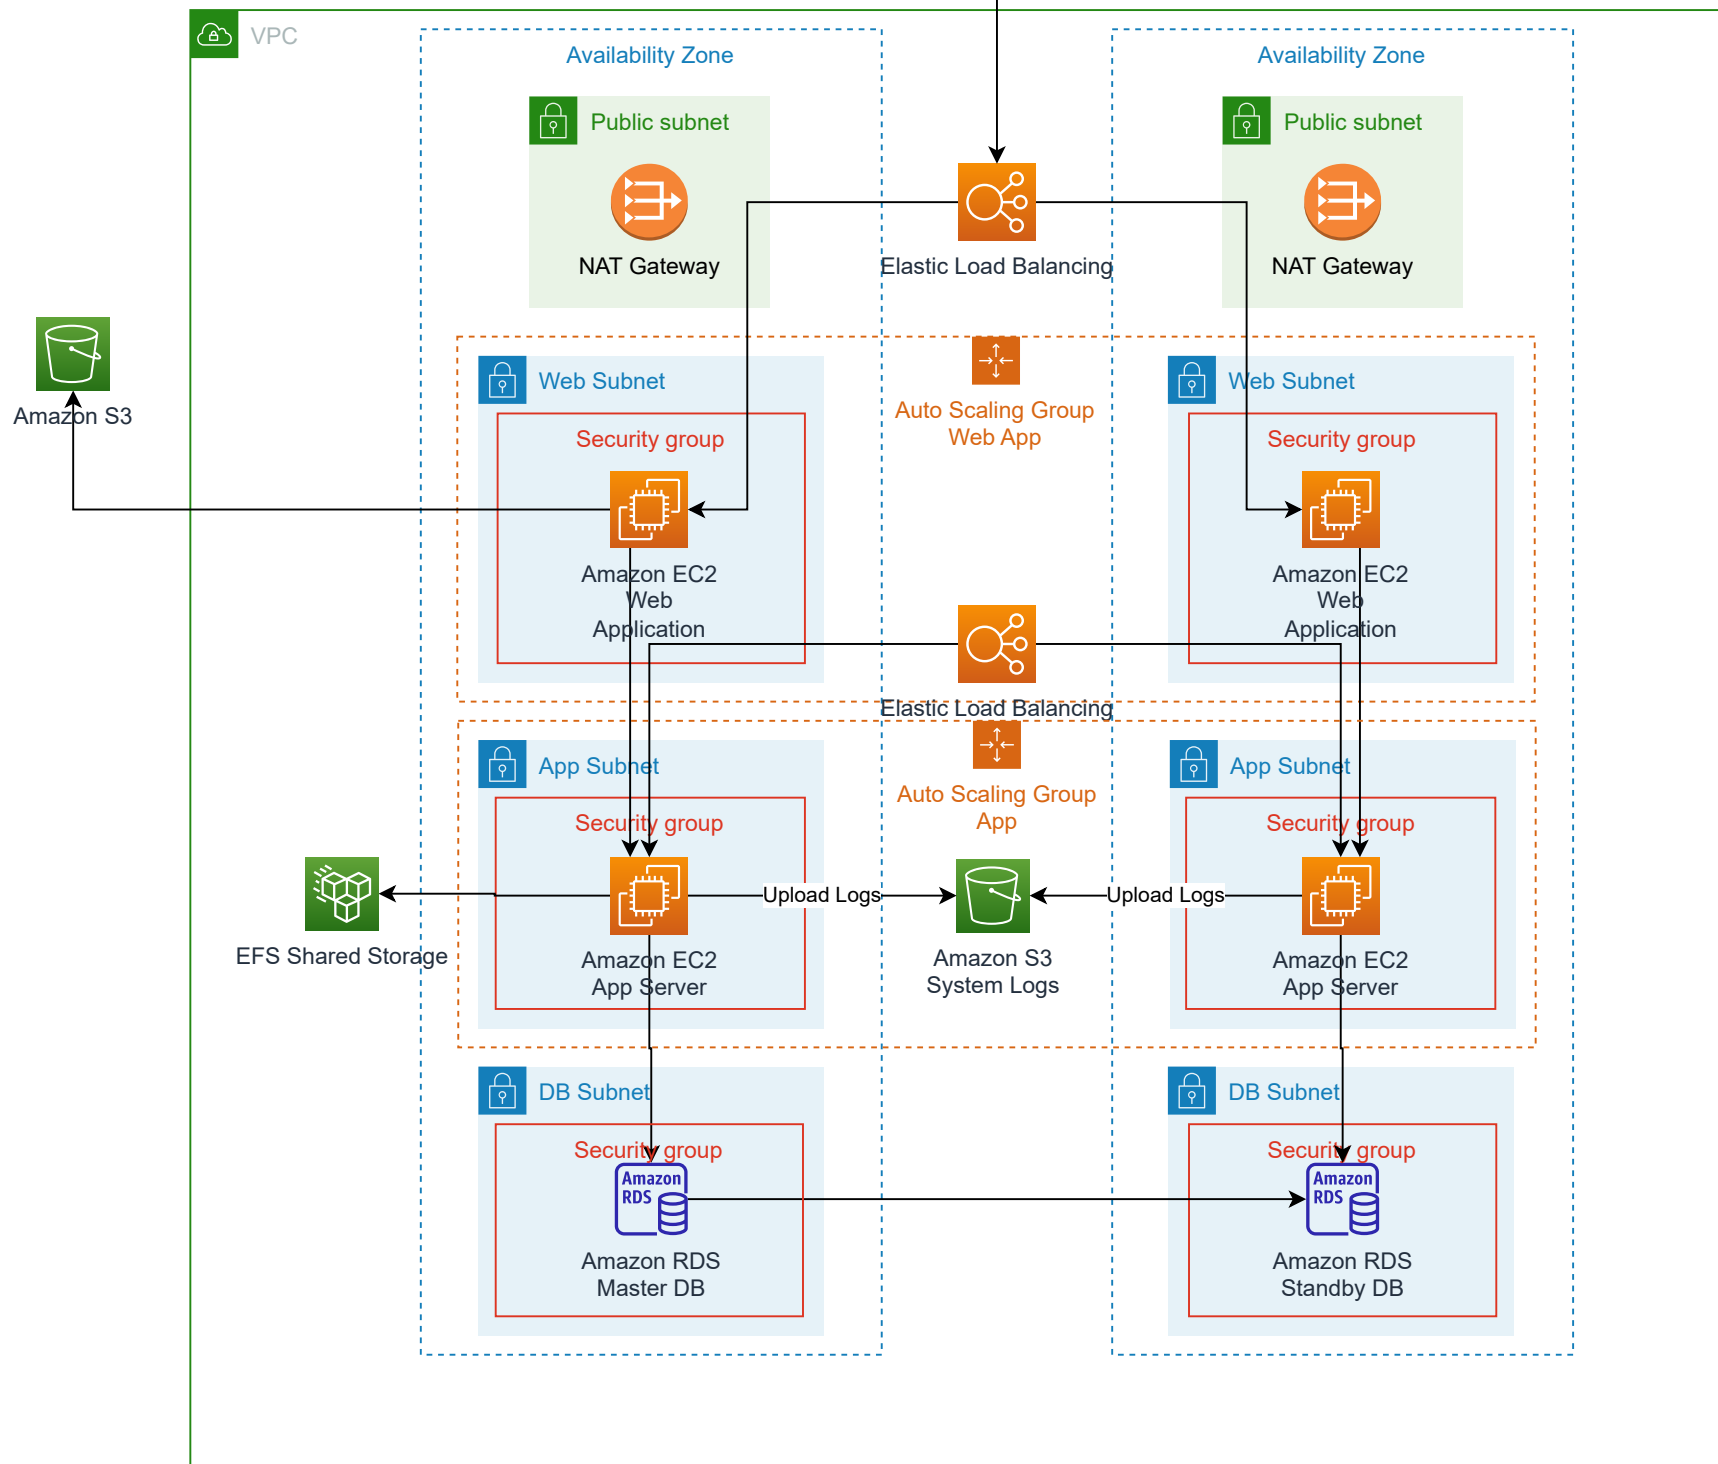 VPC
Availability Zone
Availability Zone
Public subnet
Public subnet
NAT Gateway
Elastic Load Balancing
NAT Gateway
Amazon S3
Web Subnet
Auto Scaling Group
Web App
Web Subnet
Security group
Security group
Amazon EC2
Web
Application
Amazon EC2
Web
Application
Elastic Load Balancing
App Subnet
Auto Scaling Group
App
App Subnet
Security group
Security group
Upload Logs
Upload Logs
EFS Shared Storage
Amazon EC2
App Server
Amazon S3
System Logs
Amazon EC2
App Server
DB Subnet
DB Subnet
Security group
Security group
Amazon
RDS
Amazon
RDS
Amazon RDS
Master DB
Amazon RDS
Standby DB